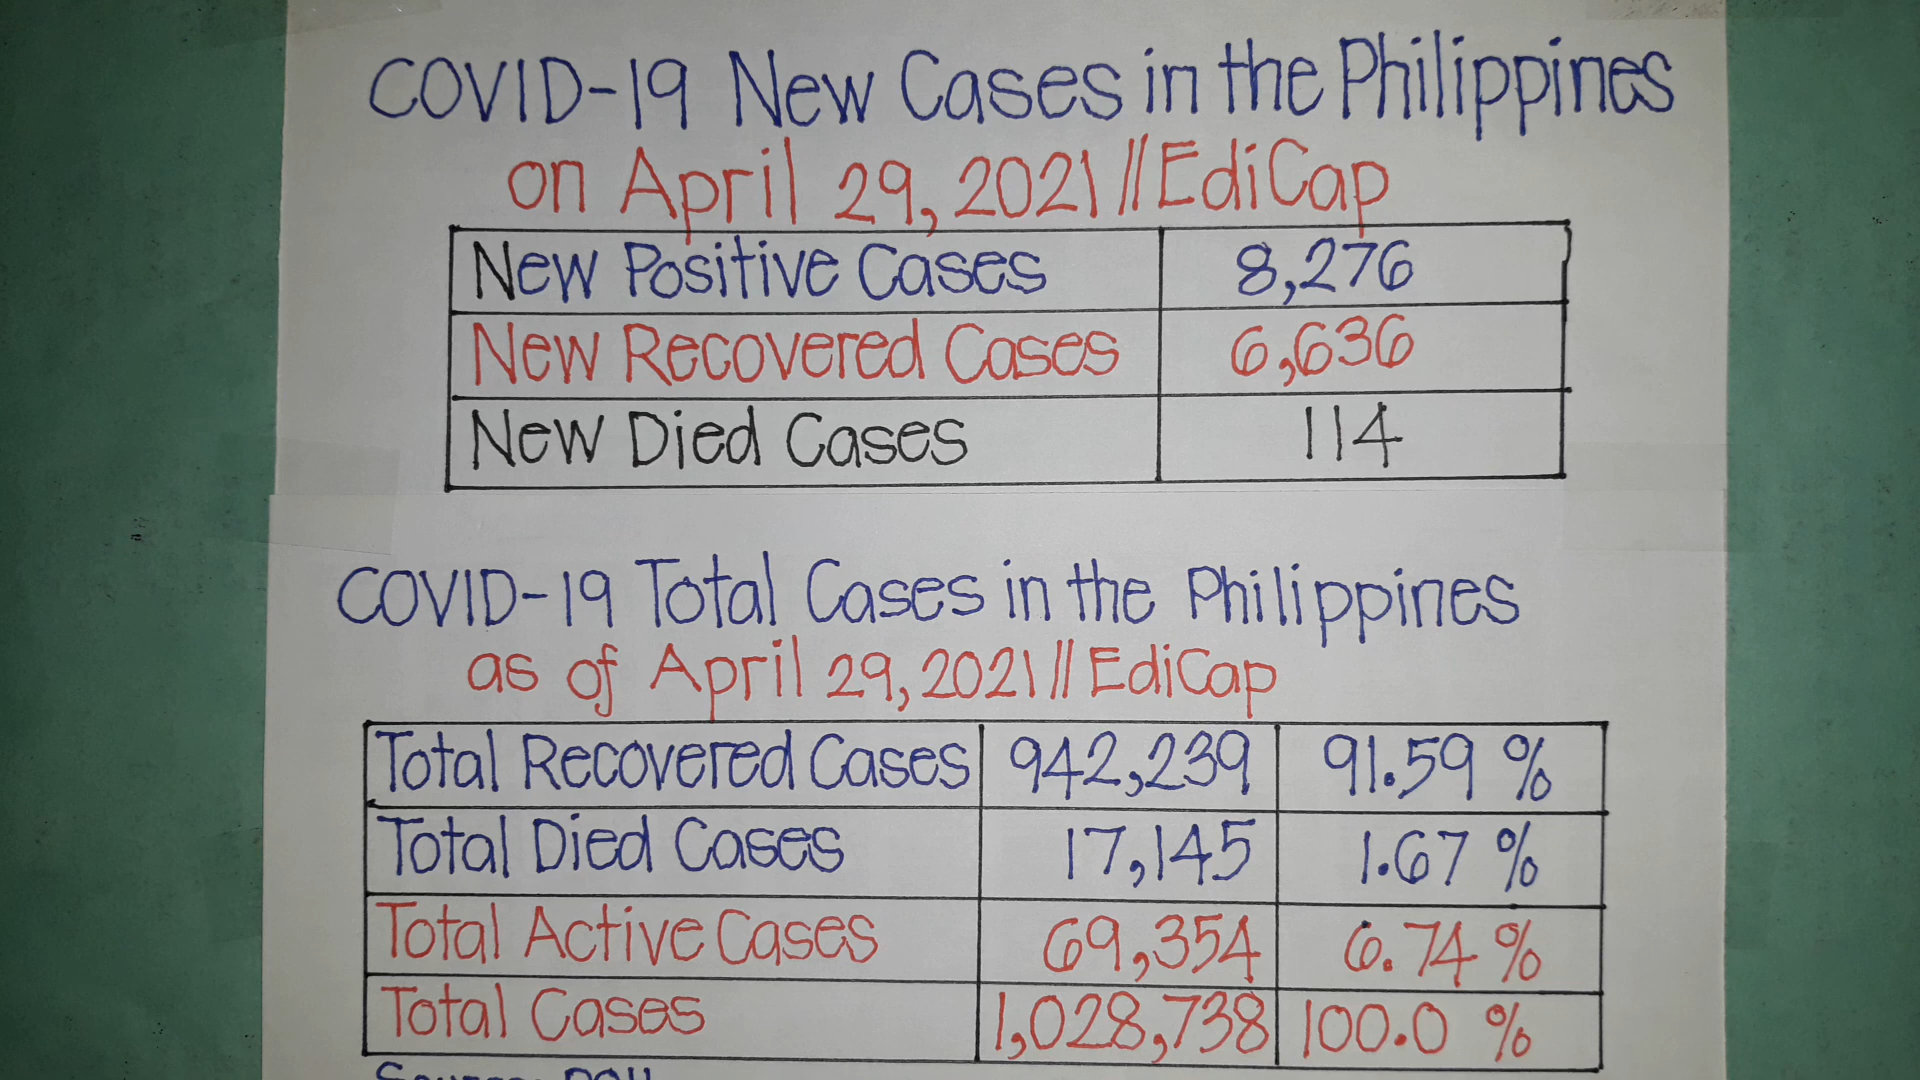 COVID-19 New Cases in the Philippines
on April 29, 2021 // EdiCap
New Positive Cases 8,276
New Recovered Cases 6,636
New Died Cases 114
COVID-19 Total Cases in the Philippines
as of April 29, 2021 // EdiCap
Total Recovered Cases 942,239 91.59 %
Total Died Cases 17,145 1.67 %
Total Active Cases 69,354 6.74 %
Total Cases 1,028,738 100.0 %
Source: DOH